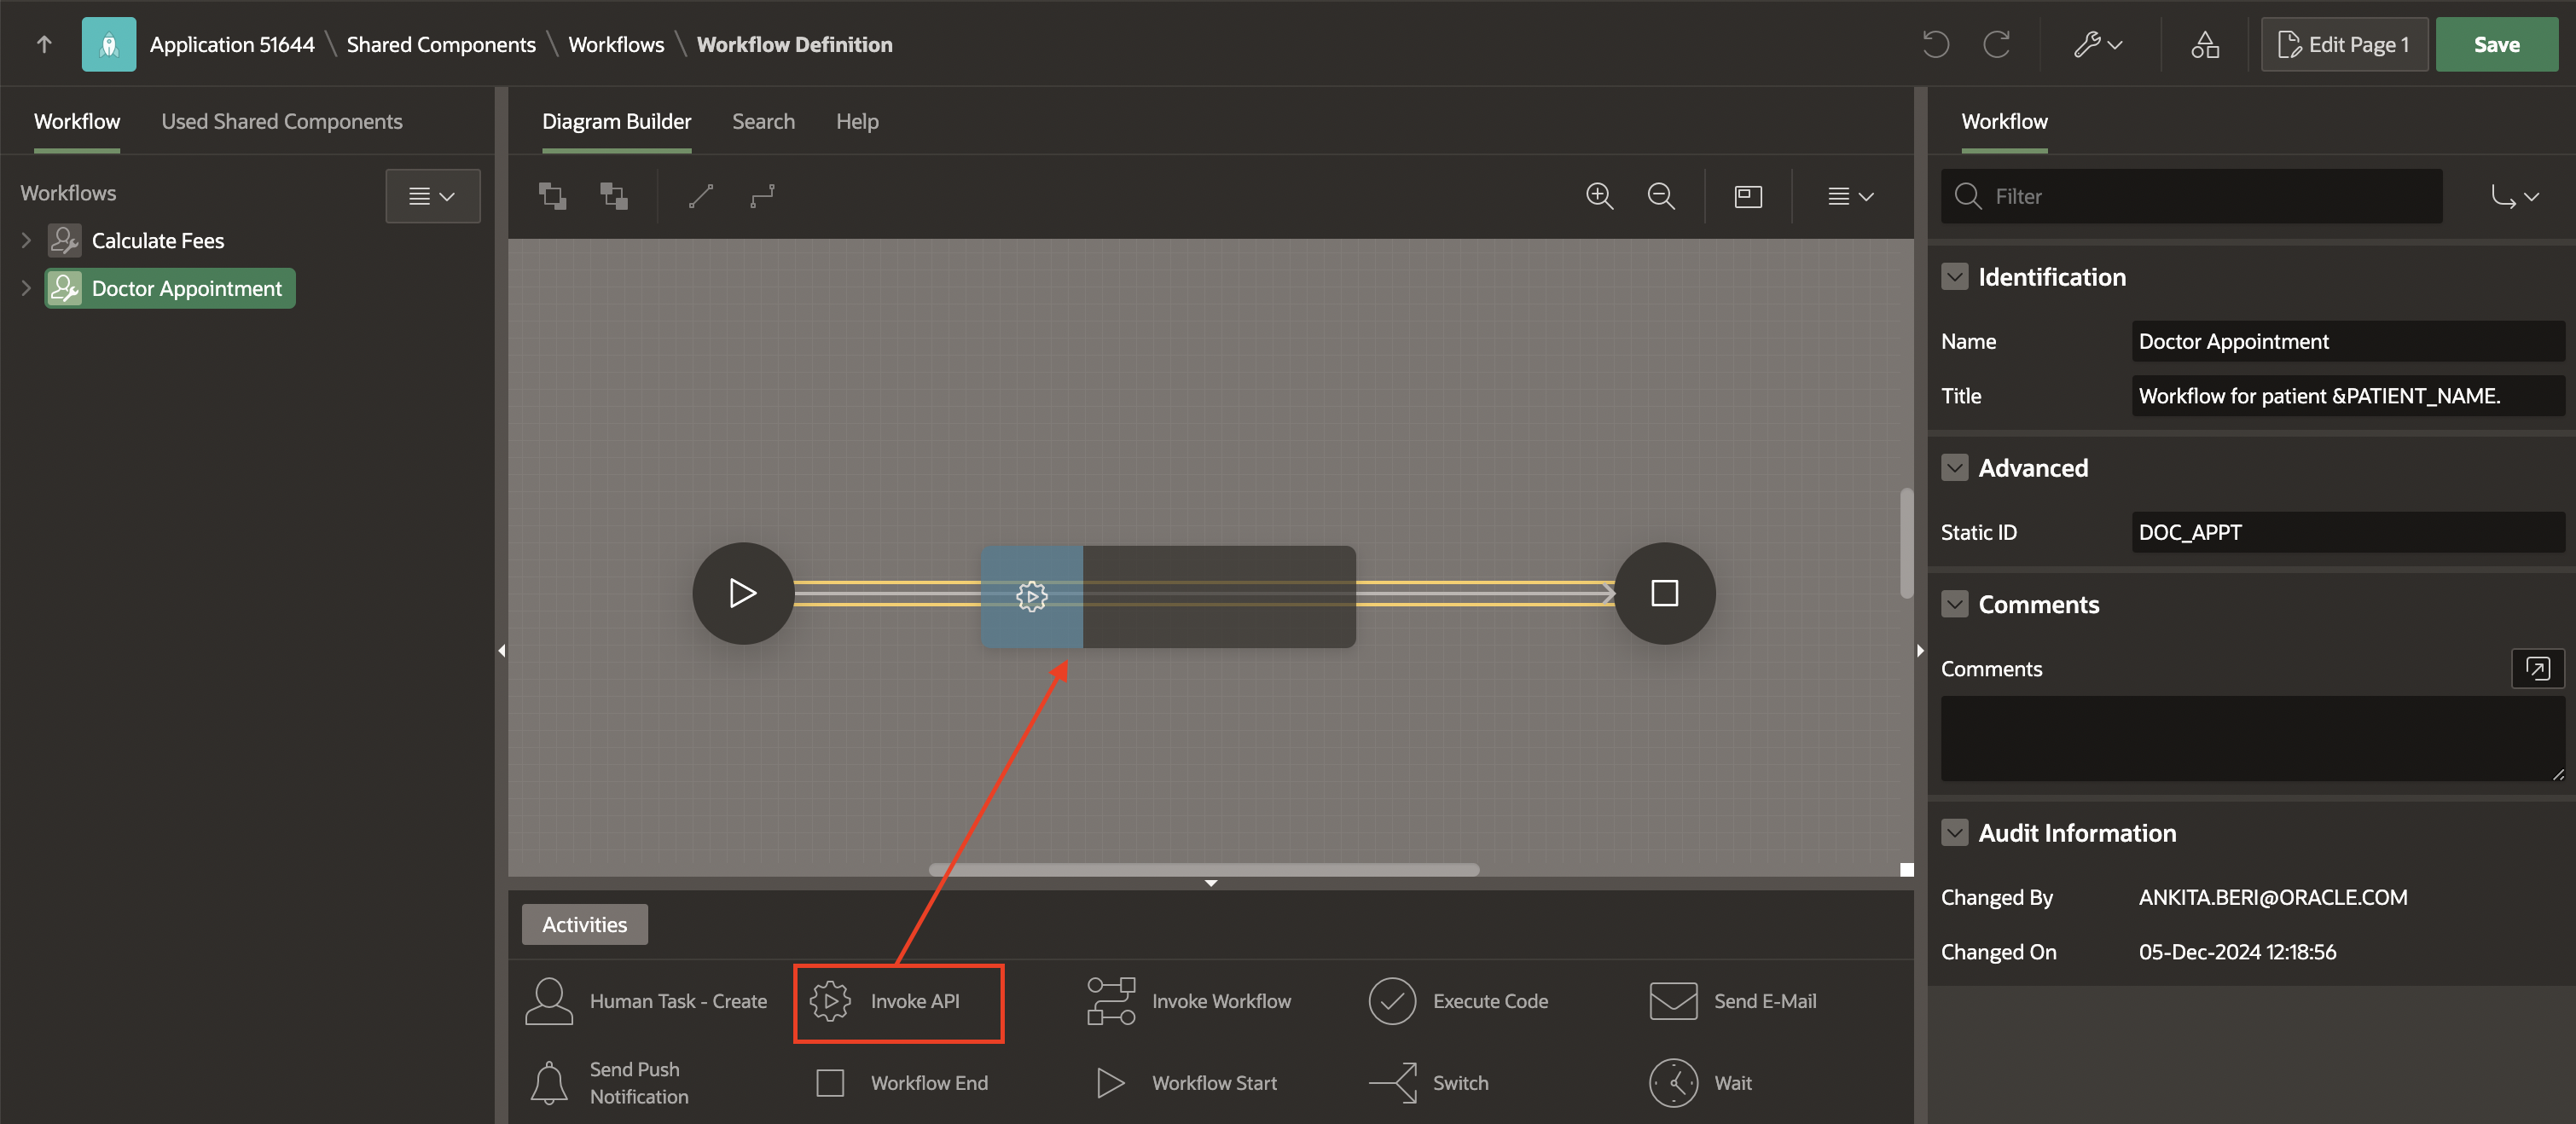 Application 51644 \ Shared Components \ Workflows \ Workflow Definition
Edit Page 1
Save
Workflow
Used Shared Components
Workflows
Calculate Fees
Doctor Appointment
Diagram Builder
Search
Help
Activities
Human Task - Create
Invoke API
Invoke Workflow
Execute Code
Send E-Mail
Send Push
Notification
Workflow End
Workflow Start
Switch
Wait
Workflow
Filter
Identification
Name
Doctor Appointment
Title
Workflow for patient &PATIENT_NAME.
Advanced
Static ID
DOC_APPT
Comments
Comments
Audit Information
Changed By
ANKITA.BERI@ORACLE.COM
Changed On
05-Dec-2024 12:18:56